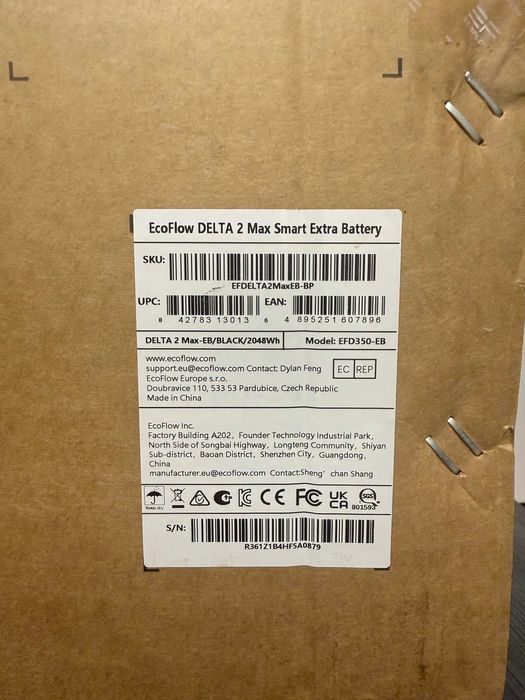 EcoFlow DELTA 2 Max Smart Extra Battery
SKU:
EFDELTA2MaxEB-BP
UPC: EAN:
8 42783 13013 6 4 895251 607896
DELTA 2 Max-EB/BLACK/2048Wh Model: EFD350-EB
www.ecoflow.com
support.eu@ecoflow.com Contact: Dylan Feng
EcoFlow Europe s.r.o.
Doubravice 110, 533 53 Pardubice, Czech Republic
Made in China
EC REP
EcoFlow Inc.
Factory Building A202, Founder Technology Industrial Park,
North Side of Songbai Highway, Longteng Community, Shiyan
Sub-district, Baoan District, Shenzhen City, Guangdong,
China
manufacturer.eu@ecoflow.com Contact:Sheng' chan Shang
Keep dry CE FC UK CA SGS 801593
S/N:
R361Z1B4HF5A0879